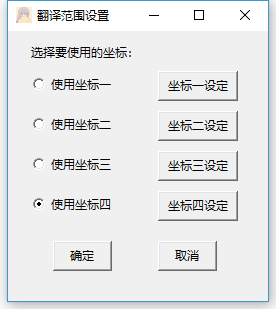 翻译范围设置
选择要使用的坐标：
使用坐标一 坐标一设定
使用坐标二 坐标二设定
使用坐标三 坐标三设定
使用坐标四 坐标四设定
确定 取消